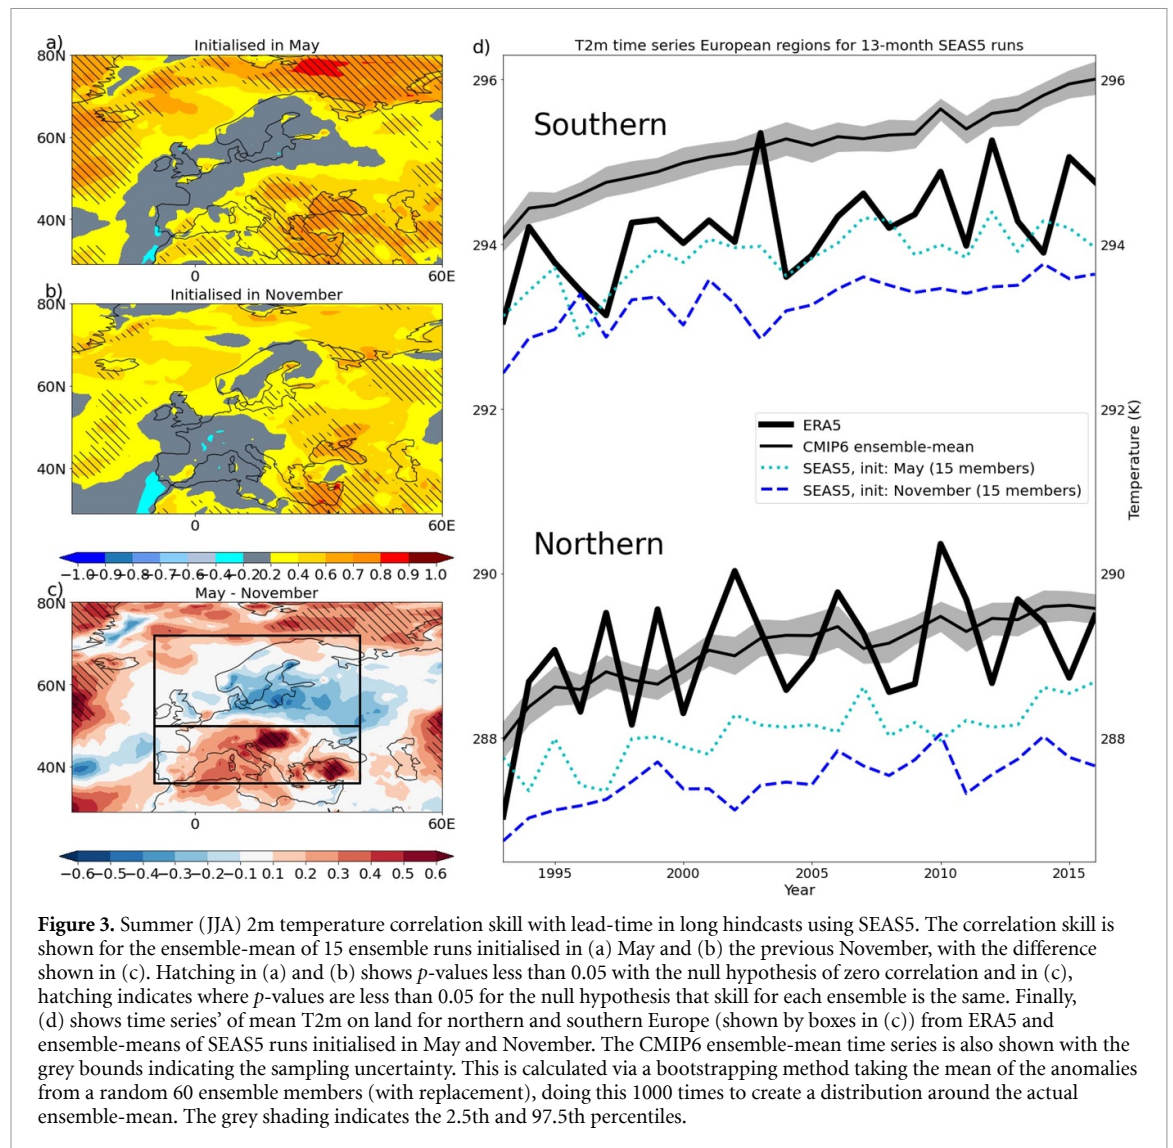 a)
Initialised in May
80N
60N
40N
0
60E
b)
Initialised in November
80N
60N
40N
0
60E
−1.0 −0.9 −0.8 −0.7 −0.6 −0.4 −0.2 0.2 0.4 0.6 0.7 0.8 0.9 1.0
c)
May - November
80N
60N
40N
0
60E
−0.6 −0.5 −0.4 −0.3 −0.2 −0.1 0.1 0.2 0.3 0.4 0.5 0.6
d)
T2m time series European regions for 13-month SEAS5 runs
296
296
Southern
294
294
292
292
ERA5
CMIP6 ensemble-mean
SEAS5, init: May (15 members)
SEAS5, init: November (15 members)
Temperature (K)
Northern
290
290
288
288
1995
2000
2005
2010
2015
Year
Figure 3. Summer (JJA) 2m temperature correlation skill with lead-time in long hindcasts using SEAS5. The correlation skill is
shown for the ensemble-mean of 15 ensemble runs initialised in (a) May and (b) the previous November, with the difference
shown in (c). Hatching in (a) and (b) shows p-values less than 0.05 with the null hypothesis of zero correlation and in (c),
hatching indicates where p-values are less than 0.05 for the null hypothesis that skill for each ensemble is the same. Finally,
(d) shows time series' of mean T2m on land for northern and southern Europe (shown by boxes in (c)) from ERA5 and
ensemble-means of SEAS5 runs initialised in May and November. The CMIP6 ensemble-mean time series is also shown with the
grey bounds indicating the sampling uncertainty. This is calculated via a bootstrapping method taking the mean of the anomalies
from a random 60 ensemble members (with replacement), doing this 1000 times to create a distribution around the actual
ensemble-mean. The grey shading indicates the 2.5th and 97.5th percentiles.